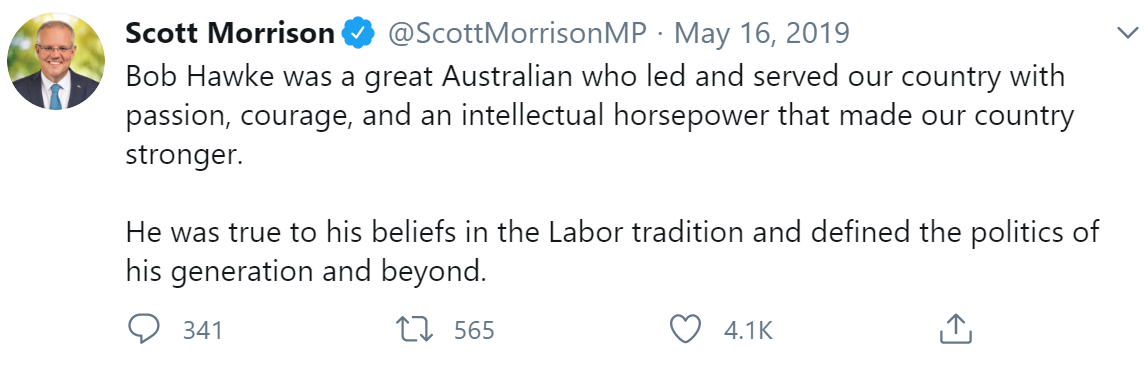 Scott Morrison @ScottMorrisonMP · May 16, 2019
Bob Hawke was a great Australian who led and served our country with
passion, courage, and an intellectual horsepower that made our country
stronger.
He was true to his beliefs in the Labor tradition and defined the politics of
his generation and beyond.
341 565 4.1K